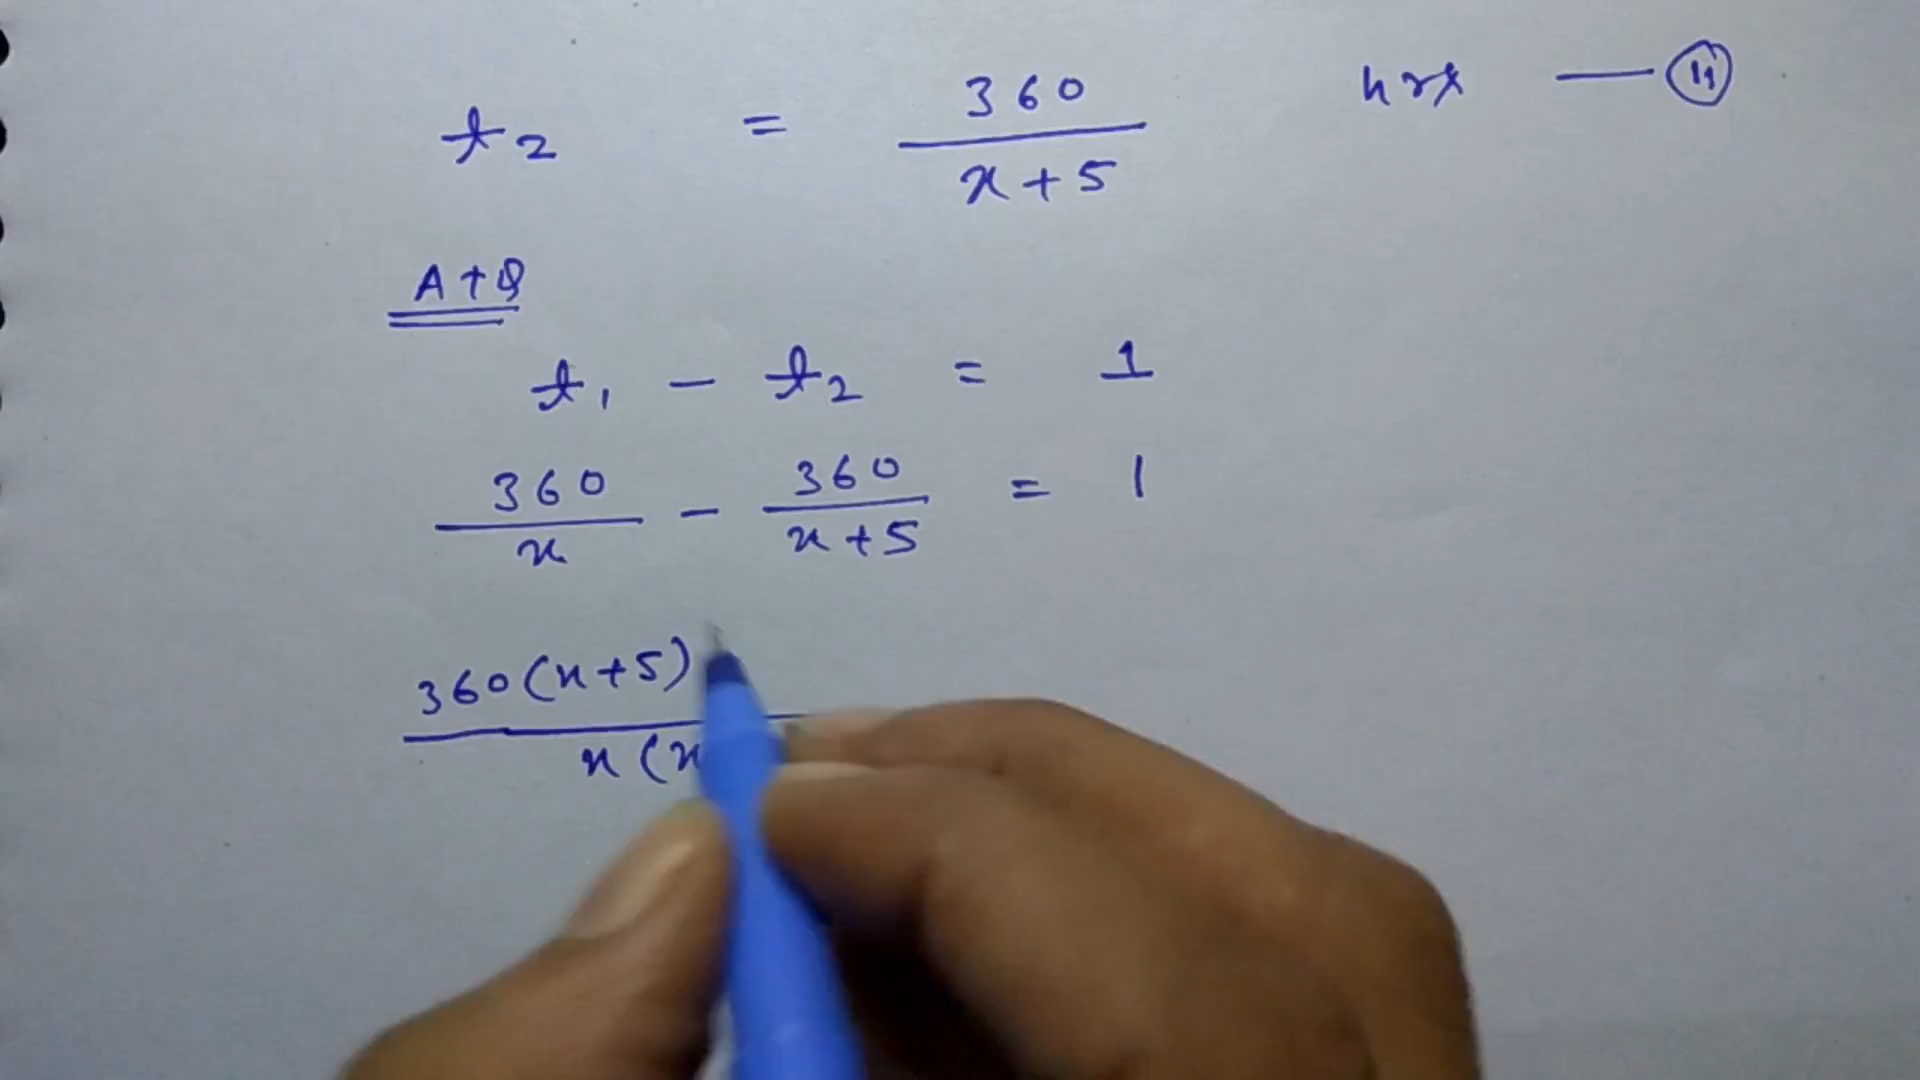 t₂ = 360/(x+5) hrs — (ii)
A+Q
t₁ - t₂ = 1
360/x - 360/(x+5) = 1
360(x+5)
x(x